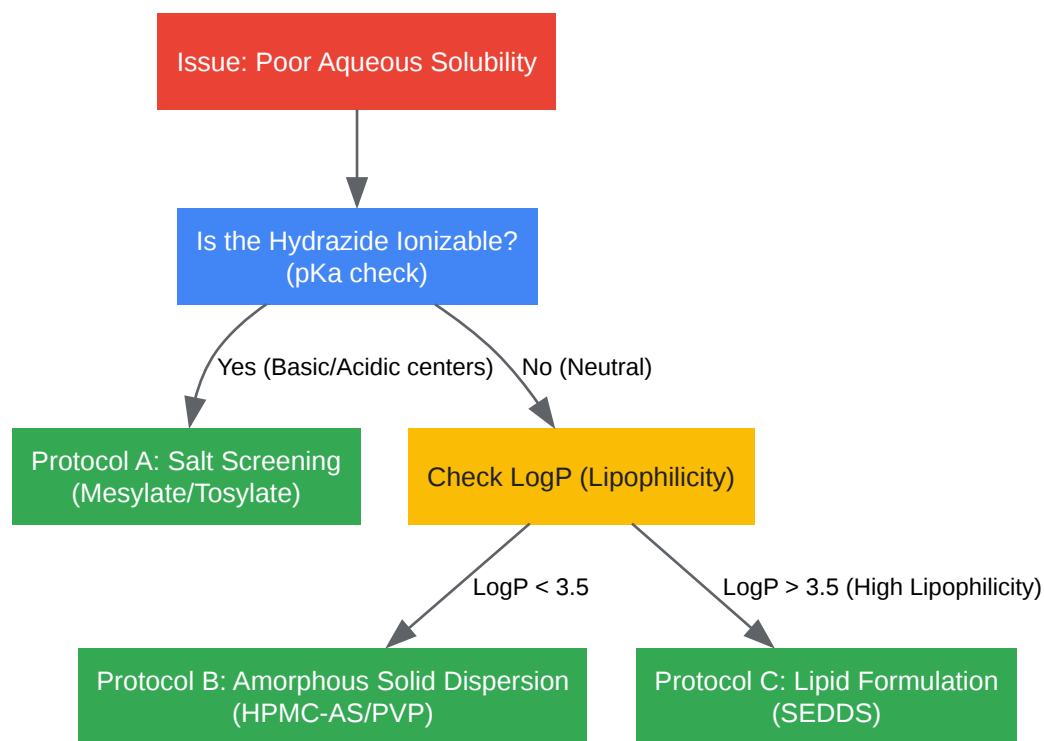 Issue: Poor Aqueous Solubility
Is the Hydrazide Ionizable?
(pKa check)
Yes (Basic/Acidic centers)
No (Neutral)
Protocol A: Salt Screening
(Mesylate/Tosylate)
Check LogP (Lipophilicity)
LogP < 3.5
LogP > 3.5 (High Lipophilicity)
Protocol B: Amorphous Solid Dispersion
(HPMC-AS/PVP)
Protocol C: Lipid Formulation
(SEDDS)